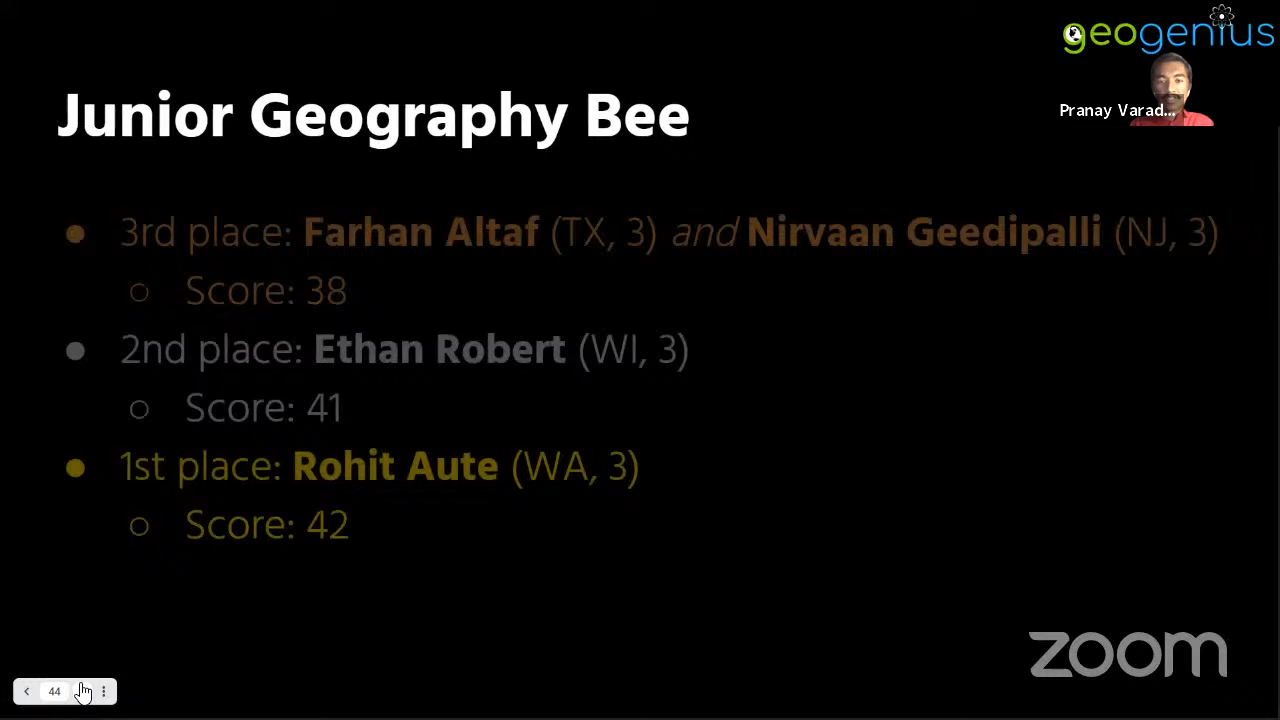 geogenius
Pranay Varad...
Junior Geography Bee
● 3rd place: Farhan Altaf (TX, 3) and Nirvaan Geedipalli (NJ, 3)
○ Score: 38
● 2nd place: Ethan Robert (WI, 3)
○ Score: 41
● 1st place: Rohit Aute (WA, 3)
○ Score: 42
zoom
44